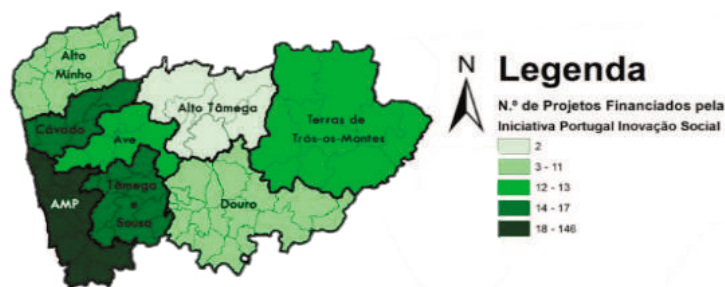 Alto
Minho
Cávado
Ave
Alto Tâmega
Terras de
Trás-os-Montes
AMP
Tâmega
e
Sousa
Douro
N
Legenda
N.º de Projetos Financiados pela
Iniciativa Portugal Inovação Social
2
3 - 11
12 - 13
14 - 17
18 - 146